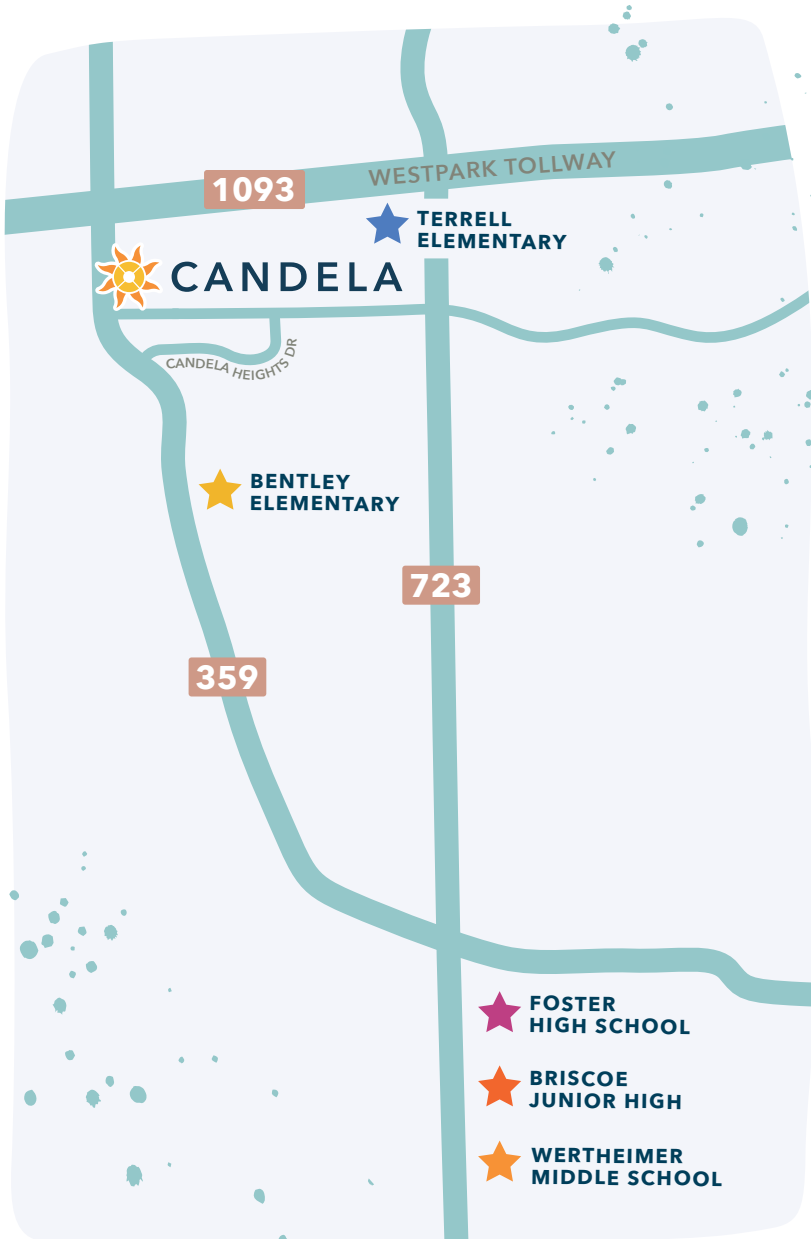 WESTPARK TOLLWAY
1093
TERRELL
ELEMENTARY
CANDELA
CANDELA HEIGHTS DR
BENTLEY
ELEMENTARY
723
359
FOSTER
HIGH SCHOOL
BRISCOE
JUNIOR HIGH
WERTHEIMER
MIDDLE SCHOOL